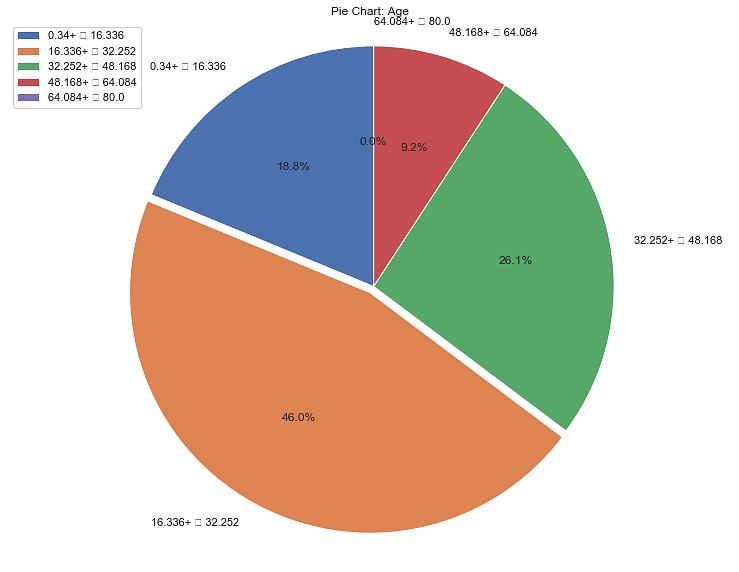 Pie Chart: Age
64.084+ □ 80.0
48.168+ □ 64.084
0.34+ □ 16.336
16.336+ □ 32.252
32.252+ □ 48.168
48.168+ □ 64.084
64.084+ □ 80.0
0.34+ □ 16.336
0.0%
9.2%
18.8%
32.252+ □ 48.168
26.1%
46.0%
16.336+ □ 32.252